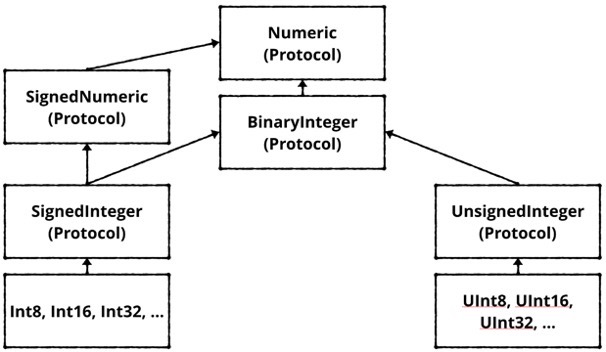 Numeric
(Protocol)
SignedNumeric
(Protocol)
BinaryInteger
(Protocol)
SignedInteger
(Protocol)
UnsignedInteger
(Protocol)
Int8, Int16, Int32, ...
UInt8, UInt16,
UInt32, ...